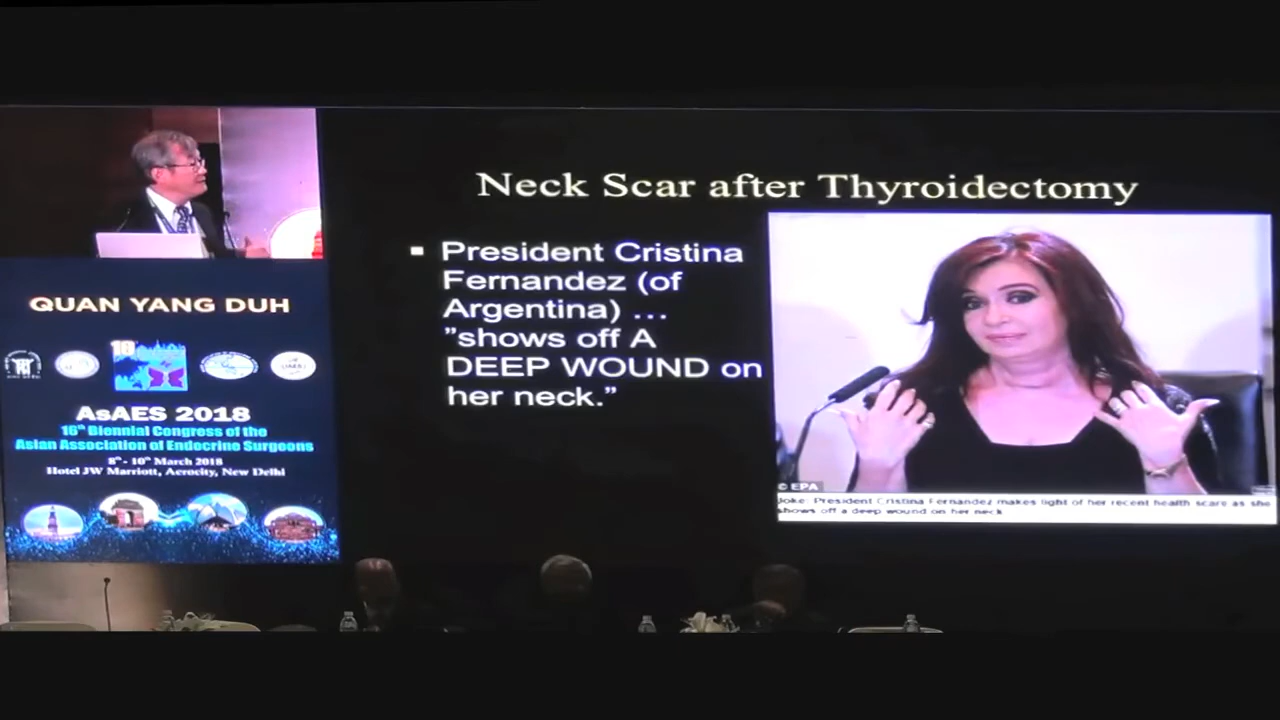 Neck Scar after Thyroidectomy
President Cristina
Fernandez (of
Argentina) …
”shows off A
DEEP WOUND on
her neck.”
© EPA
Joke: President Cristina Fernandez makes light of her recent health scare as she
shows off a deep wound on her neck
QUAN YANG DUH
AsAES 2018
16th Biennial Congress of the
Asian Association of Endocrine Surgeons
8th - 10th March 2018
Hotel JW Marriott, Aerocity, New Delhi